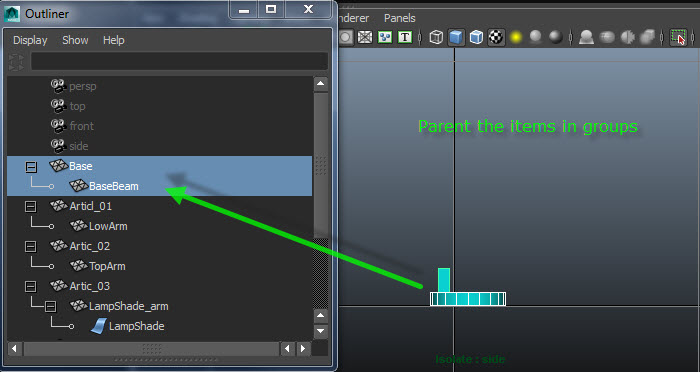 Outliner
Display Show Help
persp
top
front
side
Base
BaseBeam
Articl_01
LowArm
Artic_02
TopArm
Artic_03
LampShade_arm
LampShade
nderer Panels
T
Parent the items in groups
Isolate : side